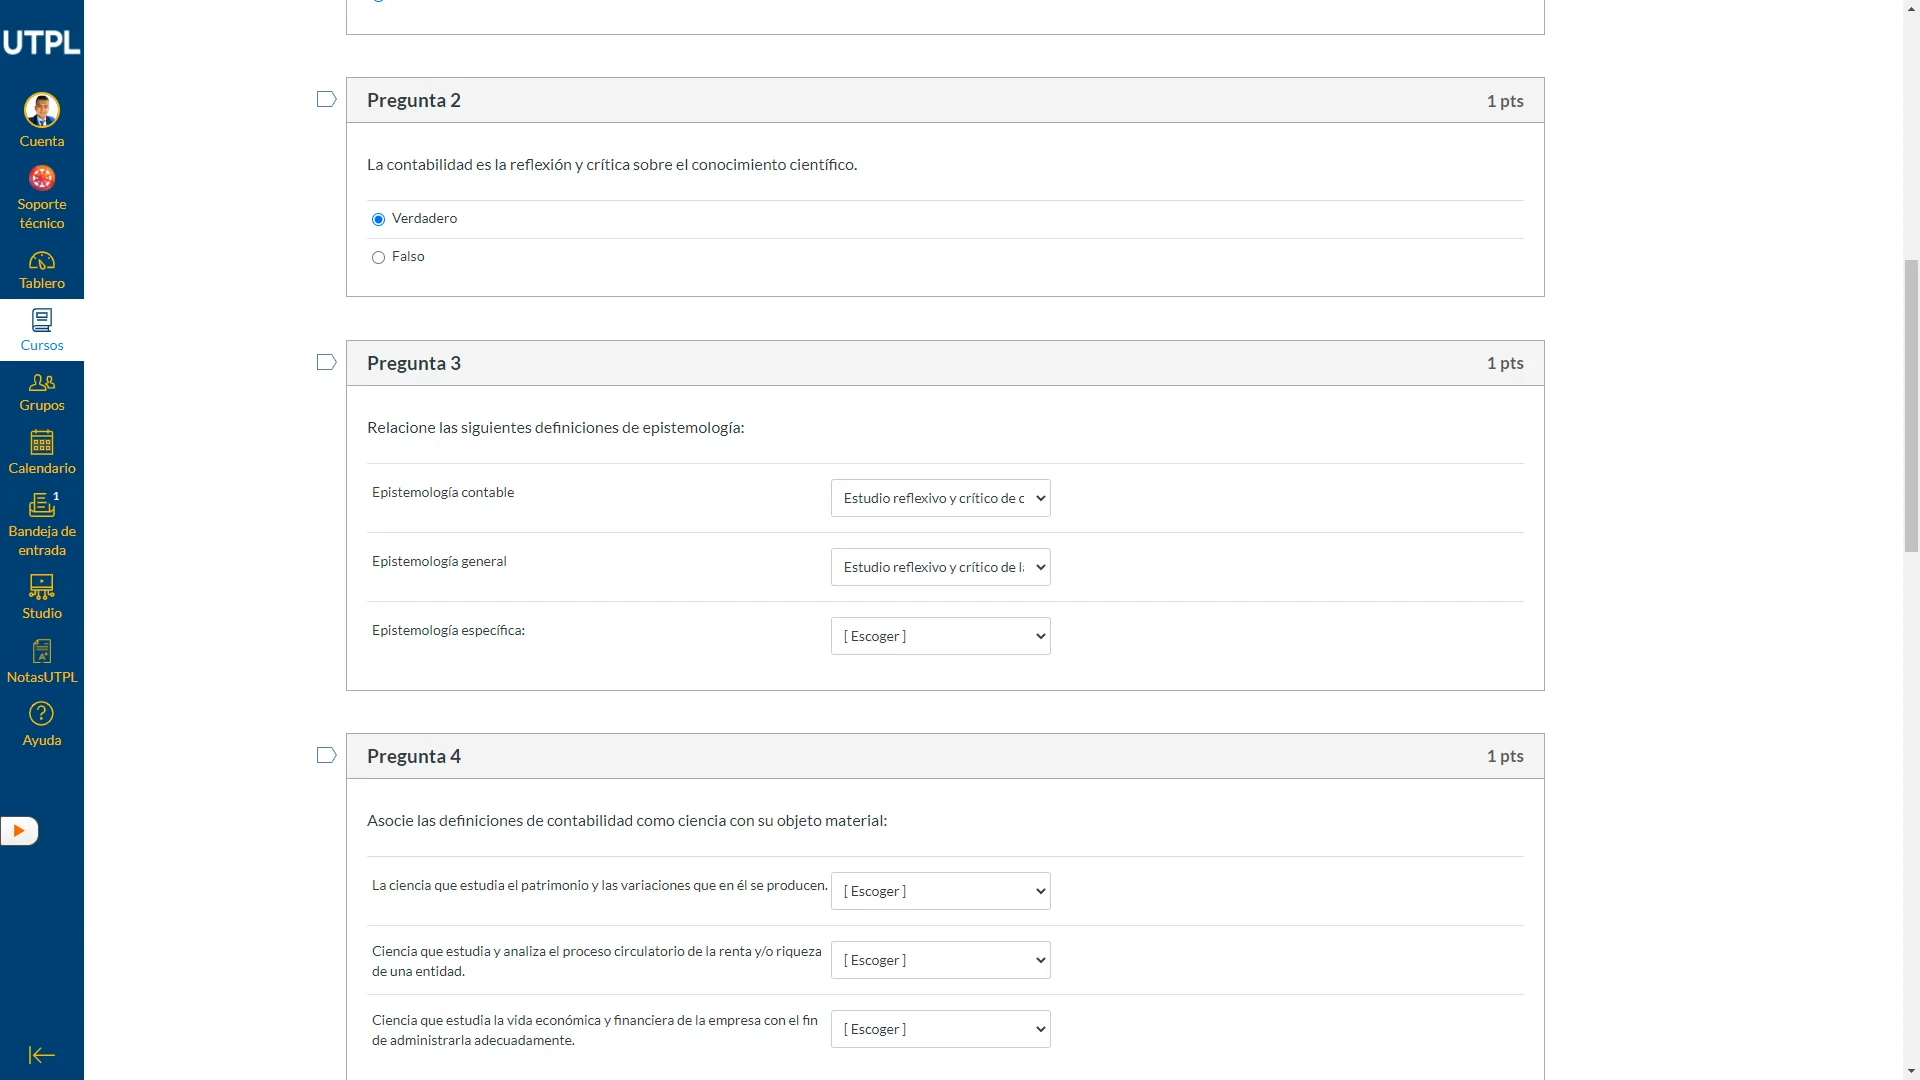 UTPL
Cuenta
Soporte
técnico
Tablero
Cursos
Grupos
Calendario
1
Bandeja de
entrada
Studio
NotasUTPL
Ayuda
Pregunta 2
1 pts
La contabilidad es la reflexión y crítica sobre el conocimiento científico.
Verdadero
Falso
Pregunta 3
1 pts
Relacione las siguientes definiciones de epistemología:
Epistemología contable
Estudio reflexivo y crítico de c
Epistemología general
Estudio reflexivo y crítico de l
Epistemología específica:
[ Escoger ]
Pregunta 4
1 pts
Asocie las definiciones de contabilidad como ciencia con su objeto material:
La ciencia que estudia el patrimonio y las variaciones que en él se producen.
[ Escoger ]
Ciencia que estudia y analiza el proceso circulatorio de la renta y/o riqueza
de una entidad.
[ Escoger ]
Ciencia que estudia la vida económica y financiera de la empresa con el fin
de administrarla adecuadamente.
[ Escoger ]